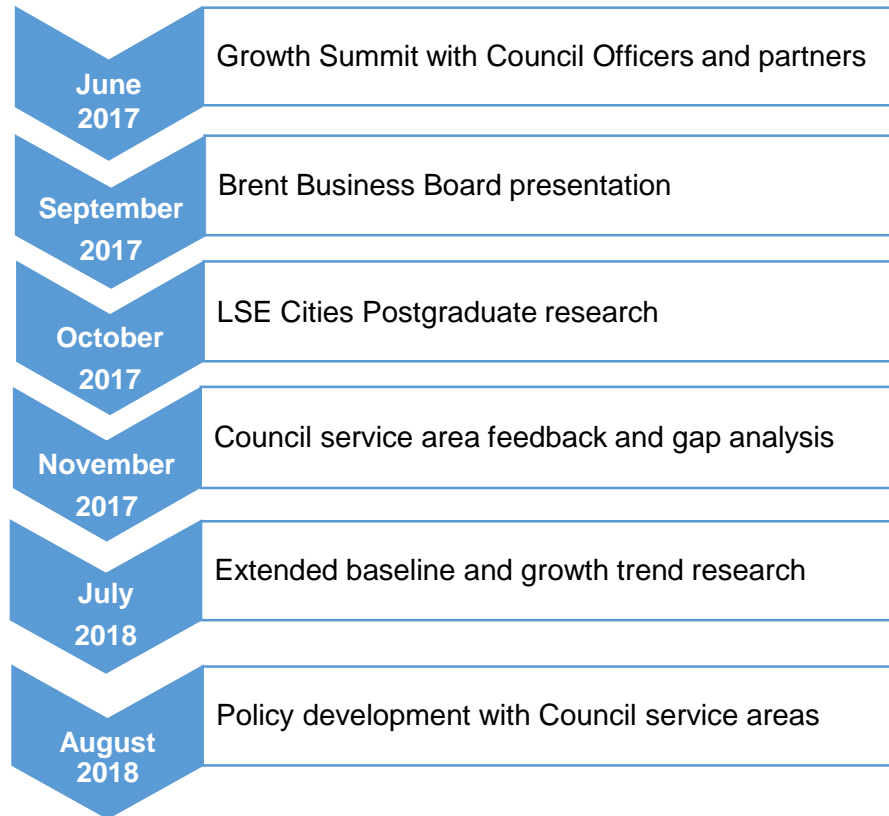 June
2017
Growth Summit with Council Officers and partners
September
2017
Brent Business Board presentation
October
2017
LSE Cities Postgraduate research
November
2017
Council service area feedback and gap analysis
July
2018
Extended baseline and growth trend research
August
2018
Policy development with Council service areas